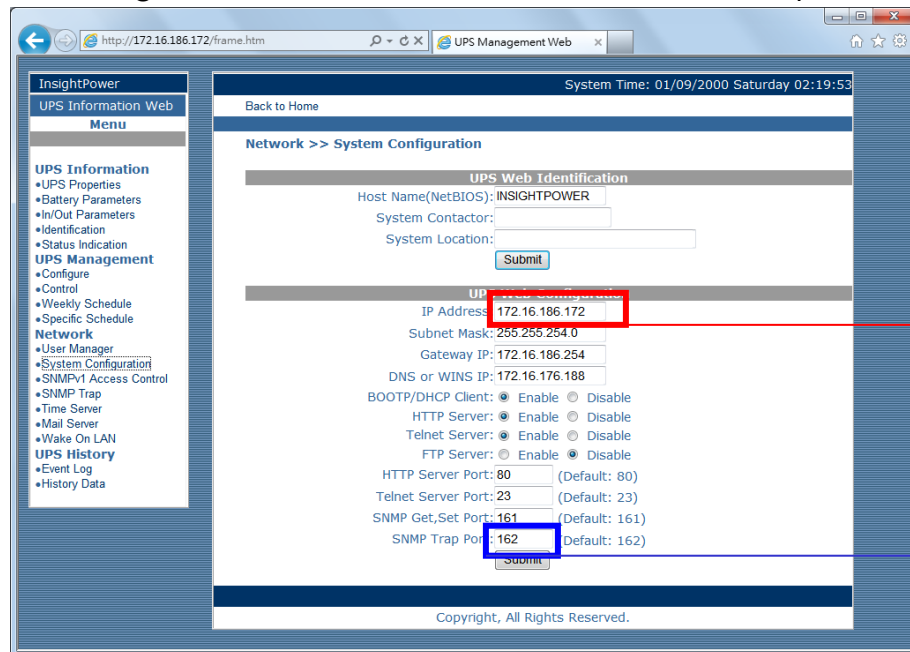 http://172.16.186.172/frame.htm
UPS Management Web
InsightPower
System Time: 01/09/2000 Saturday 02:19:53
UPS Information Web
Back to Home
Menu
Network >> System Configuration
UPS Information
•UPS Properties
•Battery Parameters
•In/Out Parameters
•Identification
•Status Indication
UPS Management
•Configure
•Control
•Weekly Schedule
•Specific Schedule
Network
•User Manager
•System Configuration
•SNMPv1 Access Control
•SNMP Trap
•Time Server
•Mail Server
•Wake On LAN
UPS History
•Event Log
•History Data
UPS Web Identification
Host Name(NetBIOS): INSIGHTPOWER
System Contactor:
System Location:
Submit
UPS Web Configuration
IP Address 172.16.186.172
Subnet Mask: 255.255.254.0
Gateway IP: 172.16.186.254
DNS or WINS IP: 172.16.176.188
BOOTP/DHCP Client: Enable Disable
HTTP Server: Enable Disable
Telnet Server: Enable Disable
FTP Server: Enable Disable
HTTP Server Port: 80 (Default: 80)
Telnet Server Port: 23 (Default: 23)
SNMP Get,Set Port: 161 (Default: 161)
SNMP Trap Port: 162 (Default: 162)
Submit
Copyright, All Rights Reserved.